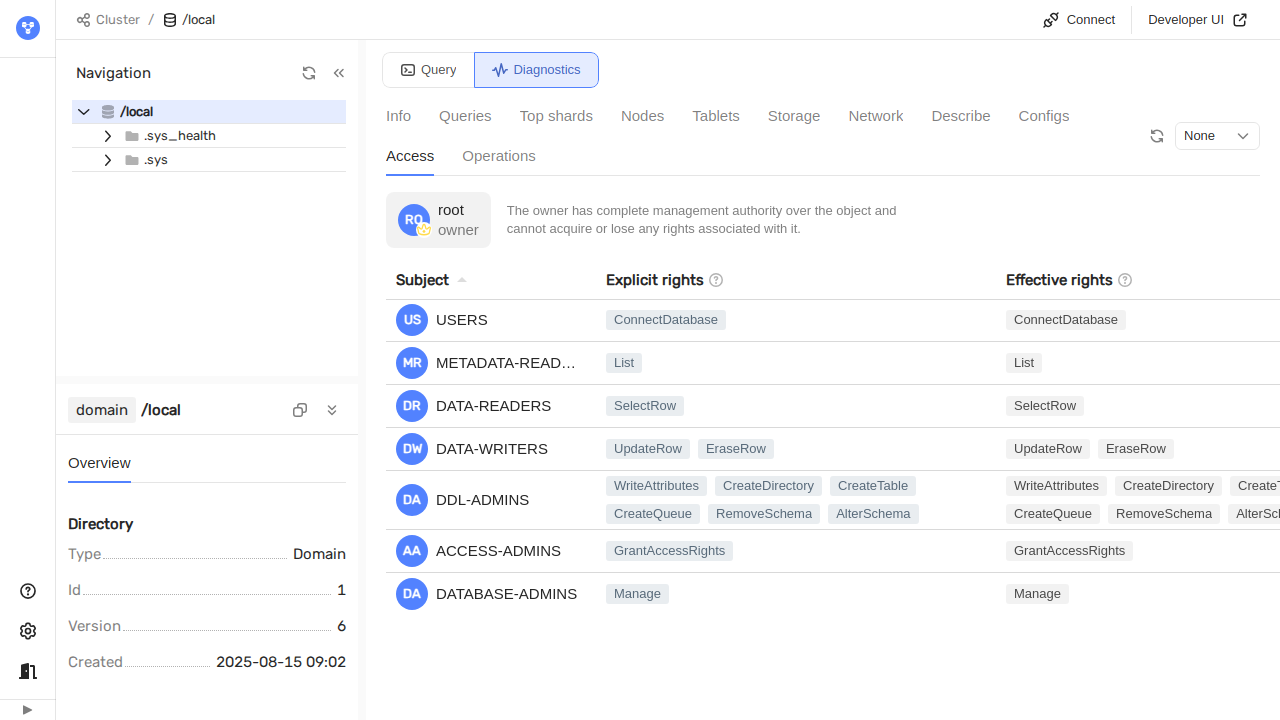 Cluster / /local
Connect
Developer UI
Navigation
/local
.sys_health
.sys
domain /local
Overview
Directory
Type Domain
Id 1
Version 6
Created 2025-08-15 09:02
Query
Diagnostics
Info Queries Top shards Nodes Tablets Storage Network Describe Configs
Access Operations
None
RO root
owner
The owner has complete management authority over the object and
cannot acquire or lose any rights associated with it.
Subject Explicit rights Effective rights
US USERS ConnectDatabase ConnectDatabase
MR METADATA-READ… List List
DR DATA-READERS SelectRow SelectRow
DW DATA-WRITERS UpdateRow EraseRow UpdateRow EraseRow
DA DDL-ADMINS
WriteAttributes CreateDirectory CreateTable
CreateQueue RemoveSchema AlterSchema
WriteAttributes CreateDirectory
CreateQueue RemoveSchema
AA ACCESS-ADMINS GrantAccessRights GrantAccessRights
DA DATABASE-ADMINS Manage Manage